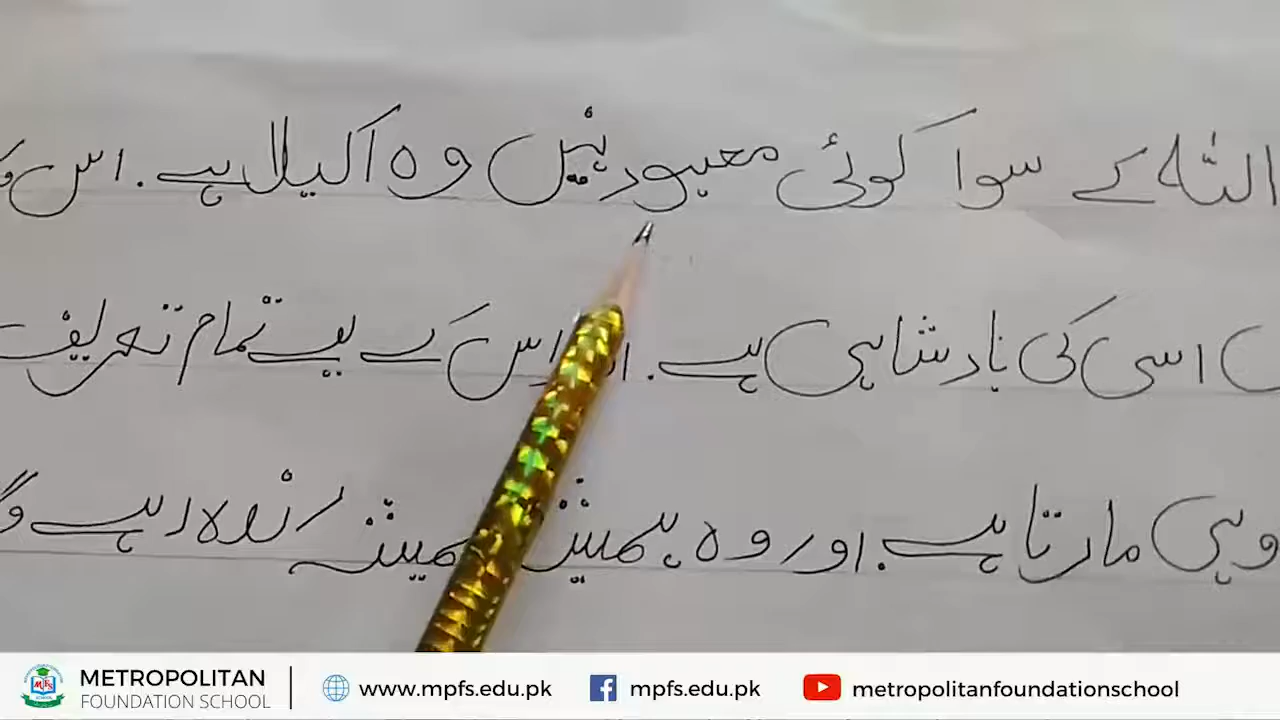 اللہ کے سوا کوئی معبود نہیں وہ اکیلا ہے. اس
اسی کی بادشاہی ہے. اس کے لیے تمام تعریف
وہی مارتا ہے. اور وہ ہمیش ہمیشہ زندہ رہے گ
METROPOLITAN
FOUNDATION SCHOOL
www.mpfs.edu.pk
mpfs.edu.pk
metropolitanfoundationschool